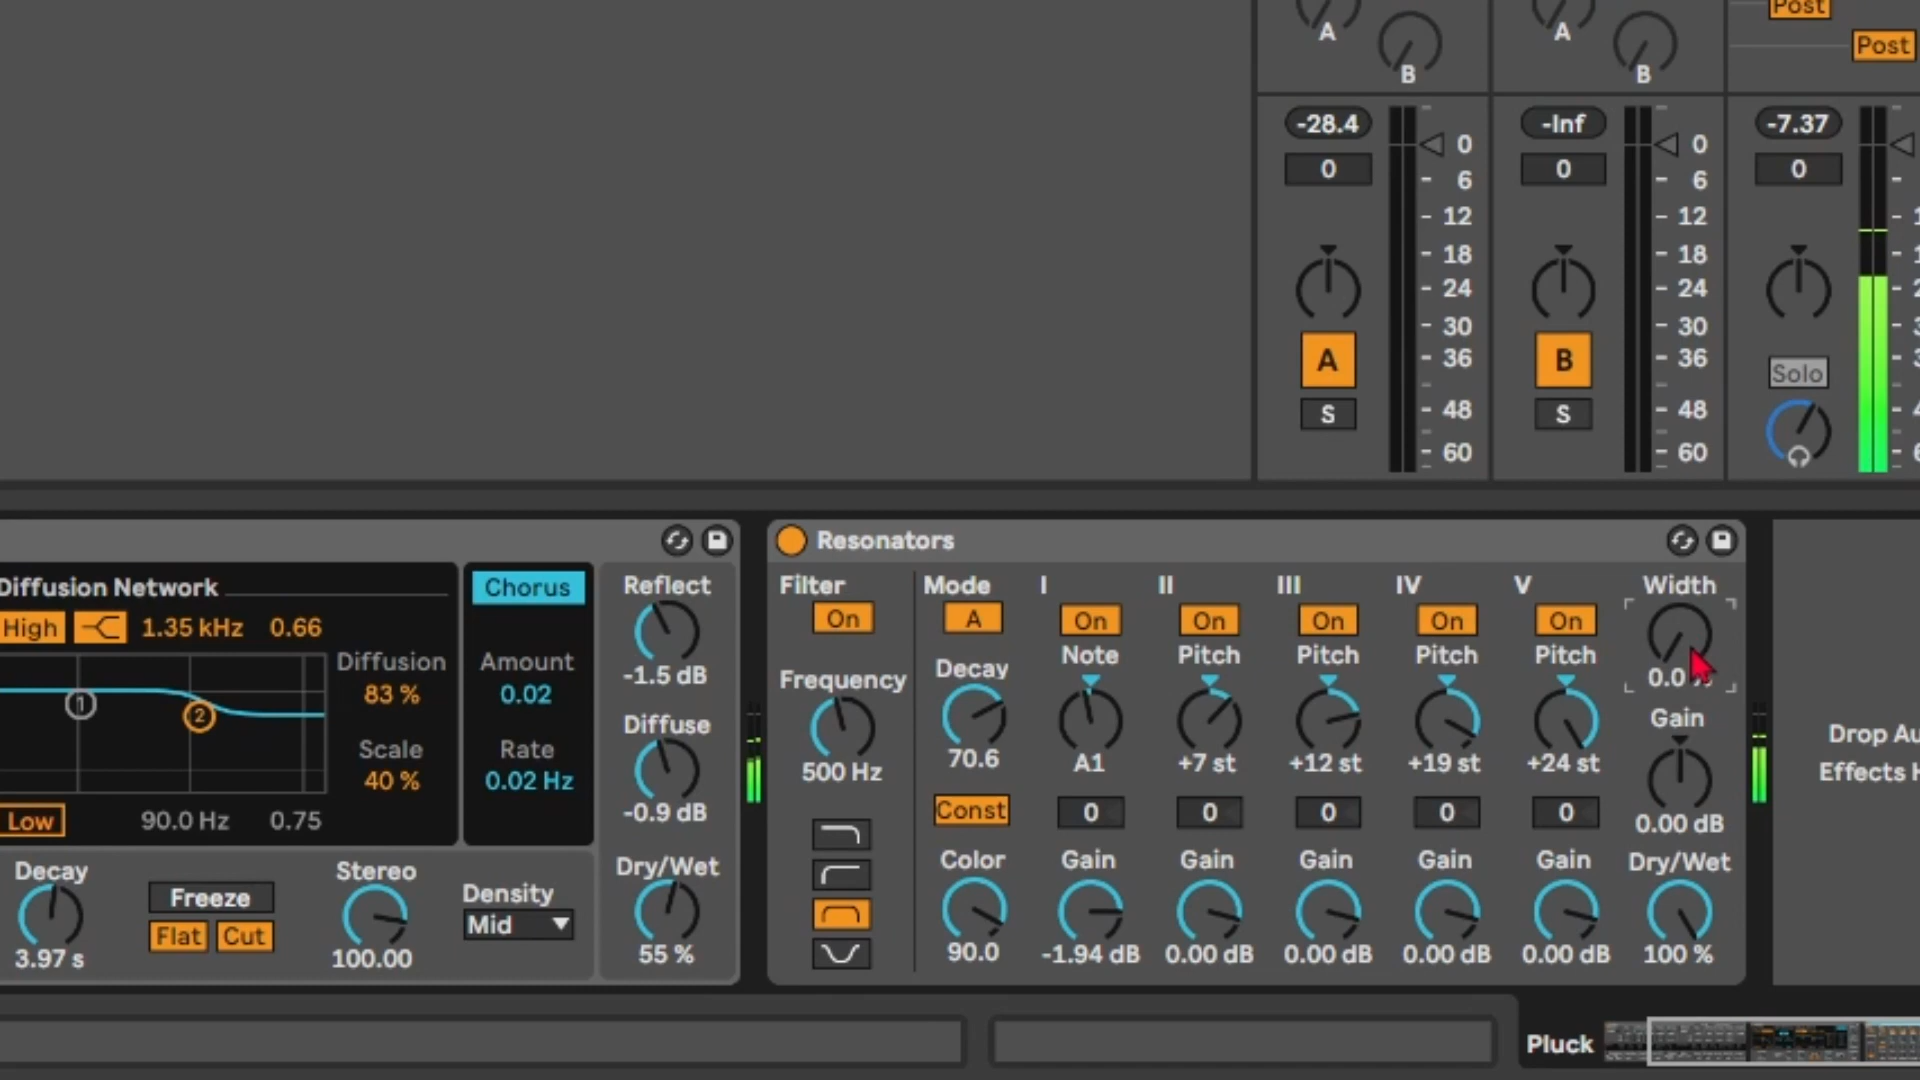 A
B
A
B
Post
Post
-28.4
0
0
6
12
18
24
30
36
48
60
A
S
-Inf
0
0
6
12
18
24
30
36
48
60
B
S
-7.37
0
Solo
Diffusion Network
High
1.35 kHz 0.66
Diffusion
83 %
Scale
40 %
1
2
Low
90.0 Hz 0.75
Decay
3.97 s
Freeze
Flat Cut
Stereo
100.00
Density
Mid
Chorus
Amount
0.02
Rate
0.02 Hz
Reflect
-1.5 dB
Diffuse
-0.9 dB
Dry/Wet
55 %
Resonators
Filter
On
Frequency
500 Hz
Mode
A
Decay
70.6
Const
Color
90.0
I
On
Note
A1
0
Gain
-1.94 dB
II
On
Pitch
+7 st
0
Gain
0.00 dB
III
On
Pitch
+12 st
0
Gain
0.00 dB
IV
On
Pitch
+19 st
0
Gain
0.00 dB
V
On
Pitch
+24 st
0
Gain
0.00 dB
Width
0.0
Gain
0.00 dB
Dry/Wet
100 %
Drop Au
Effects H
Pluck